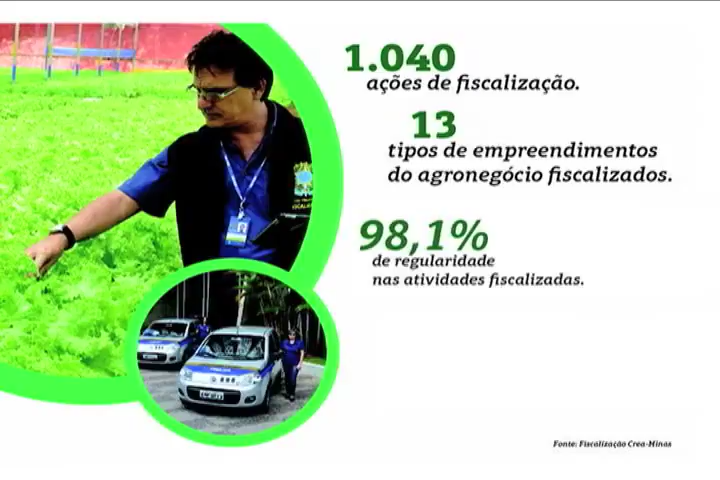 1.040
ações de fiscalização.
13
tipos de empreendimentos
do agronegócio fiscalizados.
98,1%
de regularidade
nas atividades fiscalizadas.
Fonte: Fiscalização Crea-Minas